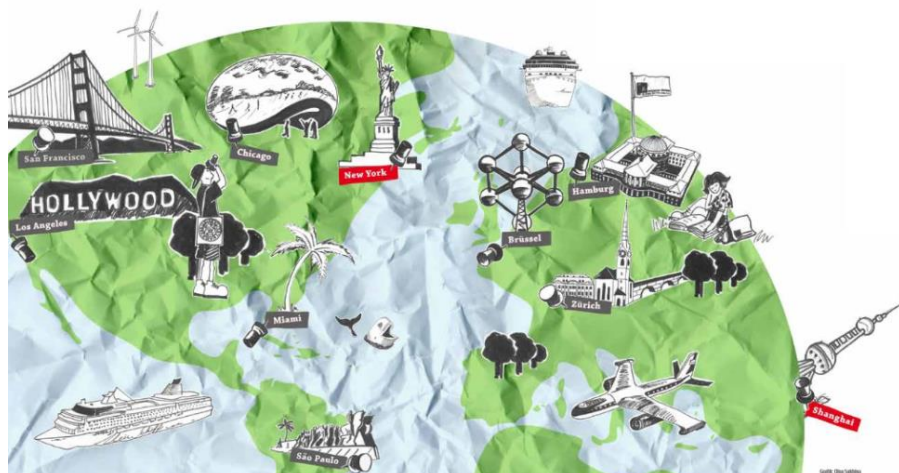 San Francisco
Chicago
New York
HOLLYWOOD
Los Angeles
Miami
São Paulo
Hamburg
Brüssel
Zürich
Shanghai